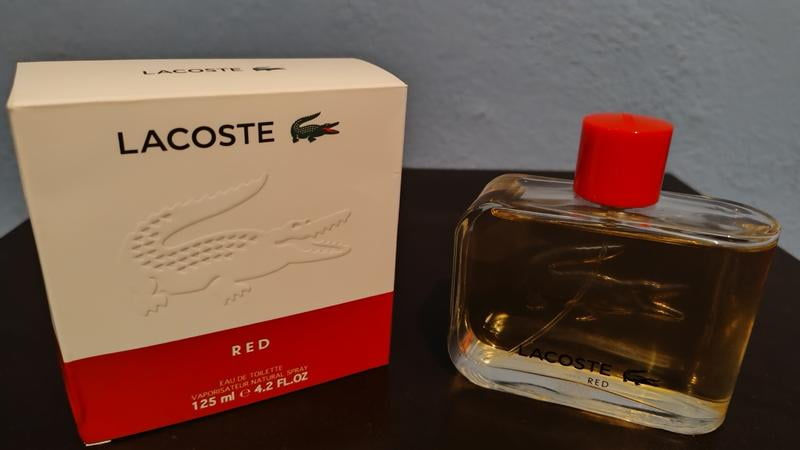 LACOSTE
LACOSTE
RED
EAU DE TOILETTE
VAPORISATEUR NATURAL SPRAY
125 ml ℮ 4.2 FL.OZ
LACOSTE
RED